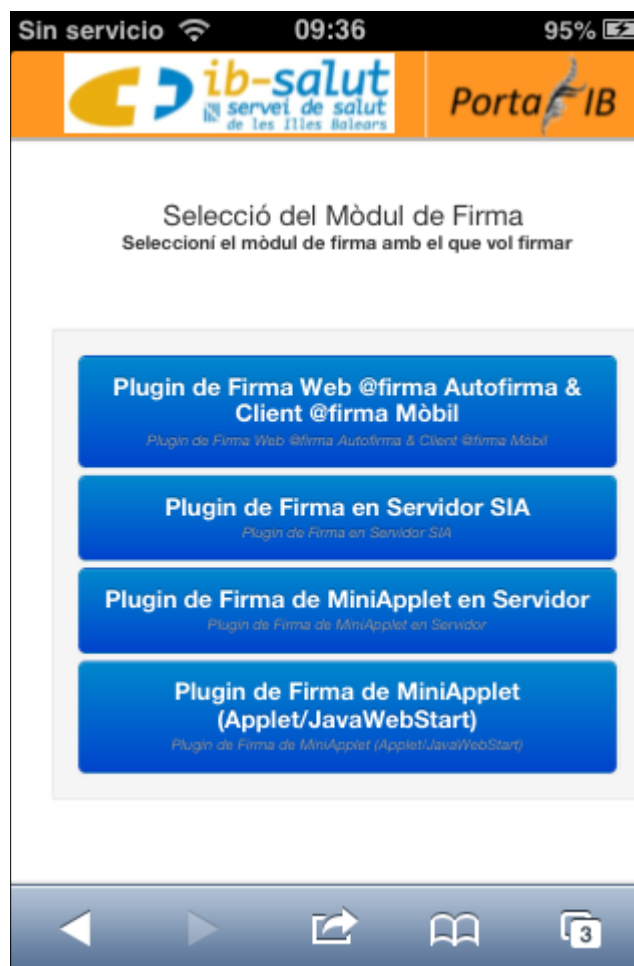 Sin servicio 09:36 95%
ib-salut
servei de salut
de les Illes Balears
Porta IB
Selecció del Mòdul de Firma
Seleccioní el mòdul de firma amb el que vol firmar
Plugin de Firma Web @firma Autofirma &
Client @firma Mòbil
Plugin de Firma Web @firma Autofirma & Client @firma Mòbil
Plugin de Firma en Servidor SIA
Plugin de Firma en Servidor SIA
Plugin de Firma de MiniApplet en Servidor
Plugin de Firma de MiniApplet en Servidor
Plugin de Firma de MiniApplet
(Applet/JavaWebStart)
Plugin de Firma de MiniApplet (Applet/JavaWebStart)
3